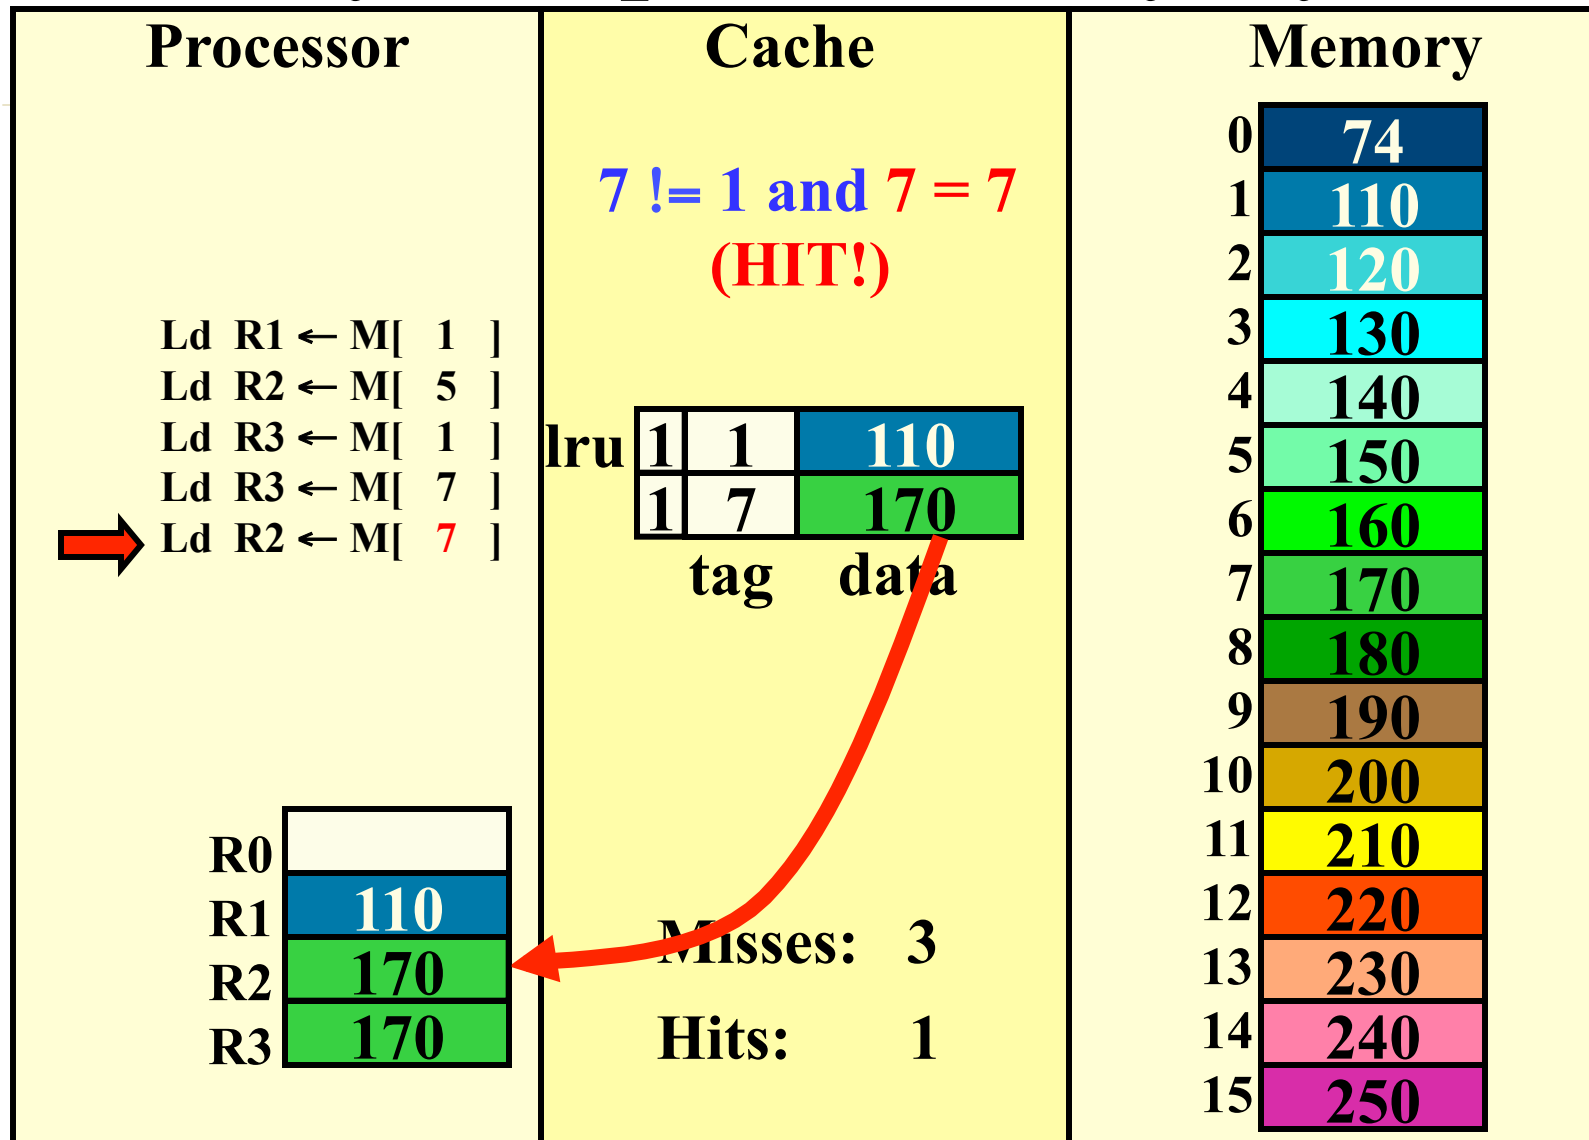 Processor
Ld R1 ← M[ 1 ]
Ld R2 ← M[ 5 ]
Ld R3 ← M[ 1 ]
Ld R3 ← M[ 7 ]
Ld R2 ← M[ 7 ]
R0
R1 110
R2 170
R3 170
Cache
7 != 1 and 7 = 7
(HIT!)
lru 1 1 110
1 7 170
tag data
Misses: 3
Hits: 1
Memory
0 74
1 110
2 120
3 130
4 140
5 150
6 160
7 170
8 180
9 190
10 200
11 210
12 220
13 230
14 240
15 250